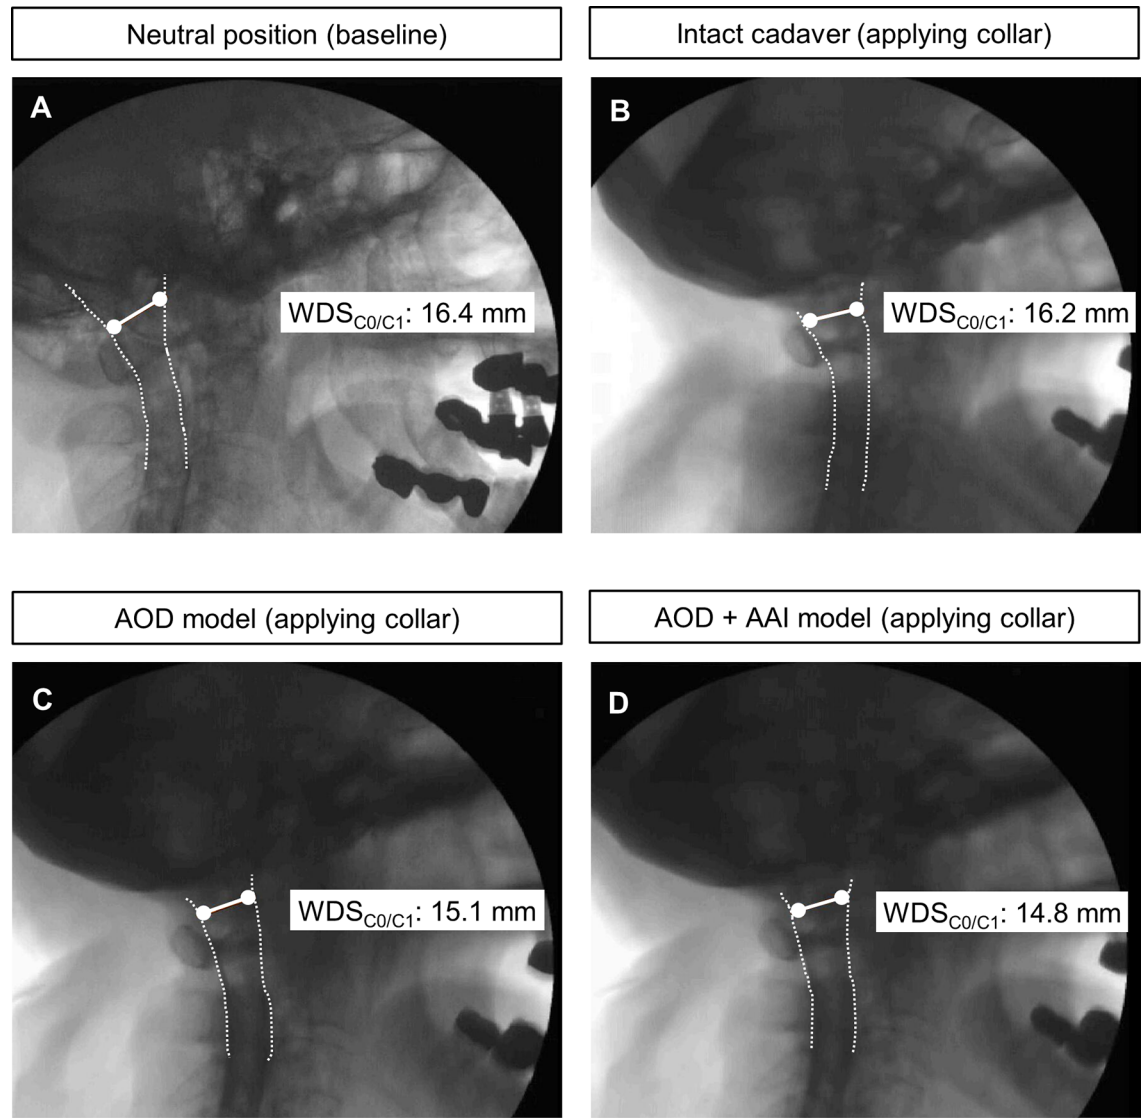 Neutral position (baseline)
Intact cadaver (applying collar)
A
B
WDSC0/C1: 16.4 mm
WDSC0/C1: 16.2 mm
AOD model (applying collar)
AOD + AAI model (applying collar)
C
D
WDSC0/C1: 15.1 mm
WDSC0/C1: 14.8 mm